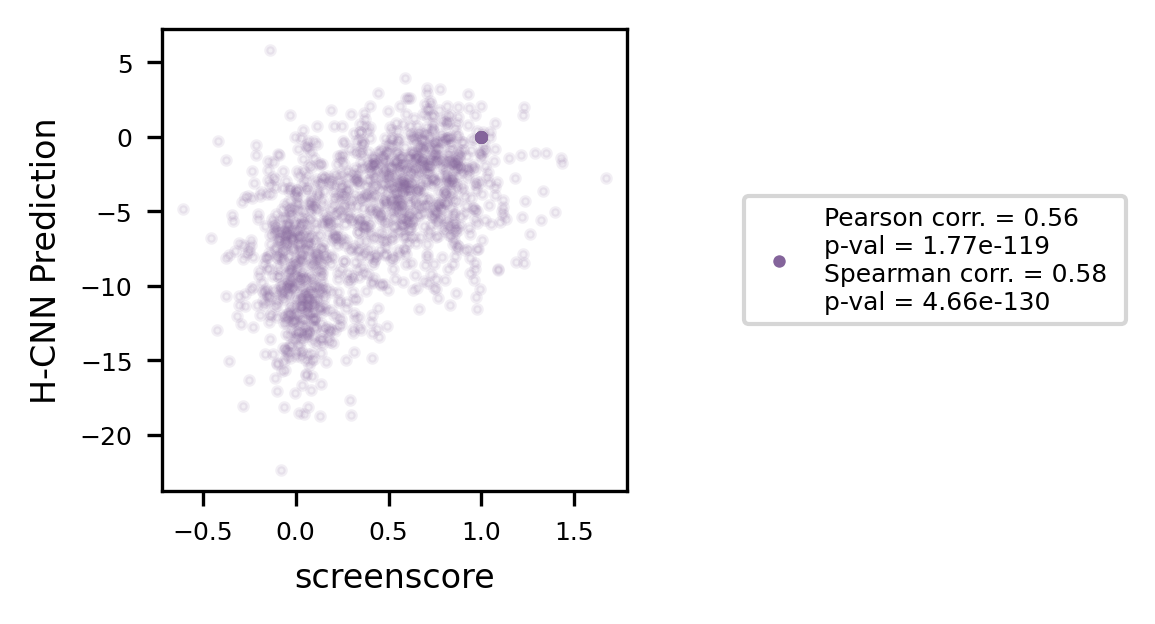 5
0
−5
−10
−15
−20
H-CNN Prediction
−0.5
0.0
0.5
1.0
1.5
screenscore
Pearson corr. = 0.56
p-val = 1.77e-119
Spearman corr. = 0.58
p-val = 4.66e-130